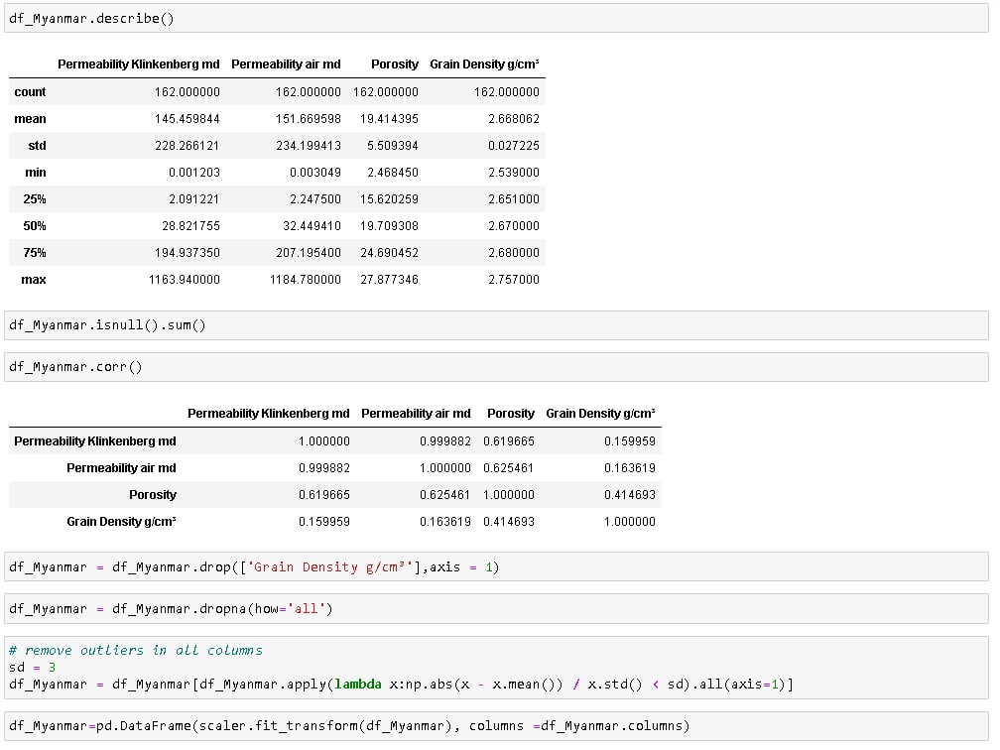 df_Myanmar.describe()
Permeability Klinkenberg md Permeability air md Porosity Grain Density g/cm³
count 162.000000 162.000000 162.000000 162.000000
mean 145.459844 151.669598 19.414395 2.668062
std 228.266121 234.199413 5.509394 0.027225
min 0.001203 0.003049 2.468450 2.539000
25% 2.091221 2.247500 15.620259 2.651000
50% 28.821755 32.449410 19.709308 2.670000
75% 194.937350 207.195400 24.690452 2.680000
max 1163.940000 1184.780000 27.877346 2.757000
df_Myanmar.isnull().sum()
df_Myanmar.corr()
Permeability Klinkenberg md Permeability air md Porosity Grain Density g/cm³
Permeability Klinkenberg md 1.000000 0.999882 0.619665 0.159959
Permeability air md 0.999882 1.000000 0.625461 0.163619
Porosity 0.619665 0.625461 1.000000 0.414693
Grain Density g/cm³ 0.159959 0.163619 0.414693 1.000000
df_Myanmar = df_Myanmar.drop(['Grain Density g/cm³'],axis = 1)
df_Myanmar = df_Myanmar.dropna(how='all')
# remove outliers in all columns
sd = 3
df_Myanmar = df_Myanmar[df_Myanmar.apply(lambda x:np.abs(x - x.mean()) / x.std() < sd).all(axis=1)]
df_Myanmar=pd.DataFrame(scaler.fit_transform(df_Myanmar), columns =df_Myanmar.columns)